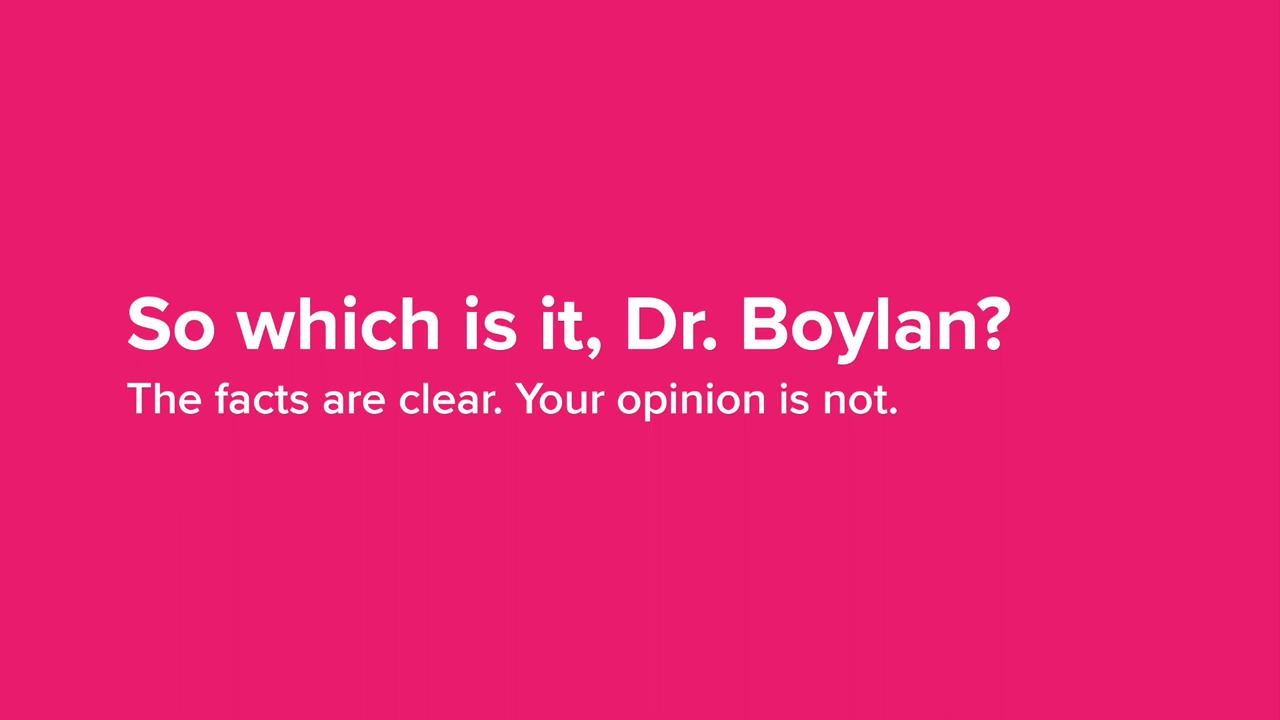 So which is it, Dr. Boylan?
The facts are clear. Your opinion is not.